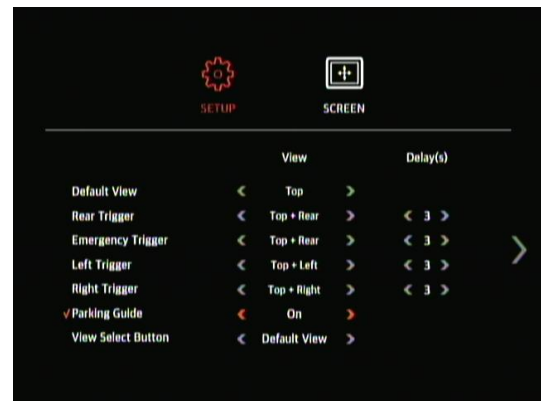 SETUP SCREEN
View Delay(s)
Default View < Top >
Rear Trigger < Top + Rear > < 3 >
Emergency Trigger < Top + Rear > < 3 >
Left Trigger < Top + Left > < 3 >
Right Trigger < Top + Right > < 3 >
√ Parking Guide < On >
View Select Button < Default View >